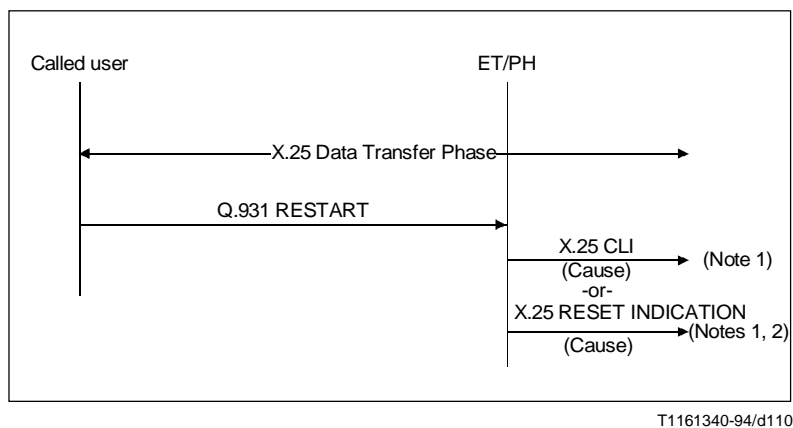 Called user
ET/PH
X.25 Data Transfer Phase
Q.931 RESTART
X.25 CLI
(Note 1)
(Cause)
-or-
X.25 RESET INDICATION
(Notes 1, 2)
(Cause)
T1161340-94/d110